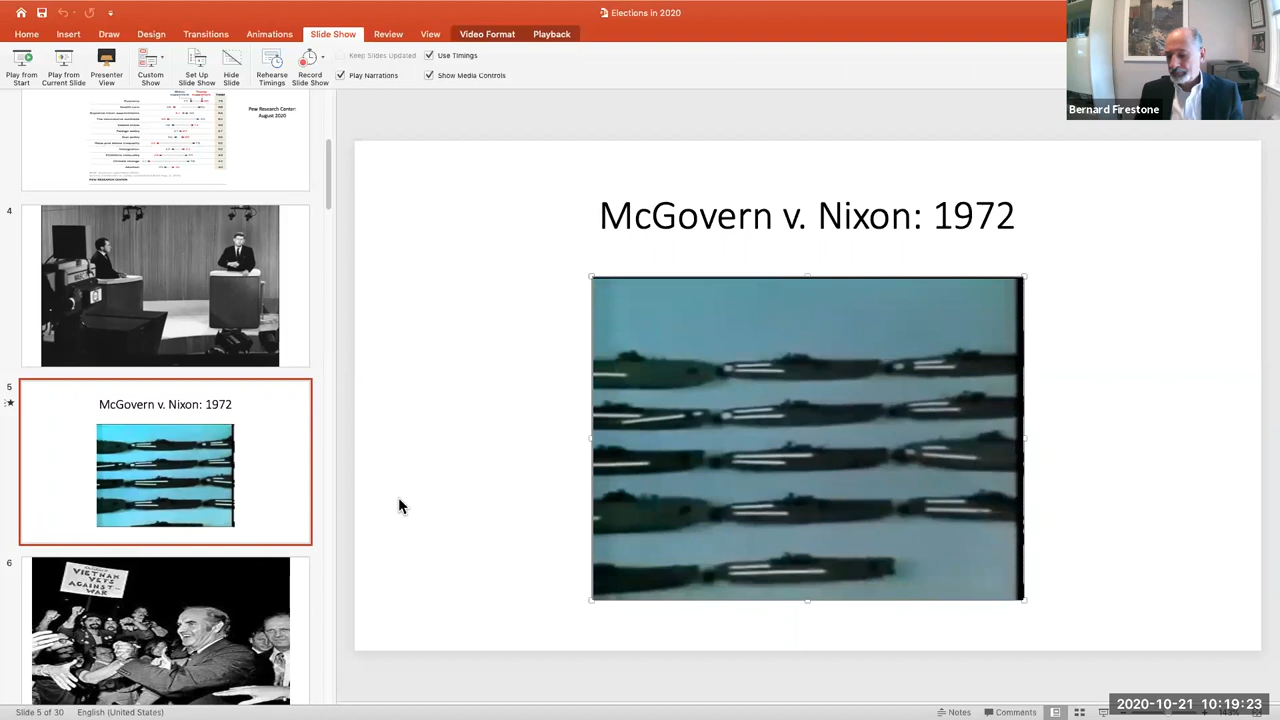 Elections in 2020
Home Insert Draw Design Transitions Animations Slide Show Review View Video Format Playback
Play from Start
Play from Current Slide
Presenter View
Custom Show
Set Up Slide Show
Hide Slide
Rehearse Timings
Record Slide Show
Keep Slides Updated
Use Timings
Play Narrations
Show Media Controls
Bernard Firestone
Pew Research Center:
August 2020
PEW RESEARCH CENTER
4
5
McGovern v. Nixon: 1972
6
VIETNAM
VETS
AGAINST
WAR
McGovern v. Nixon: 1972
Slide 5 of 30 English (United States)
Notes Comments
2020-10-21 10:19:23